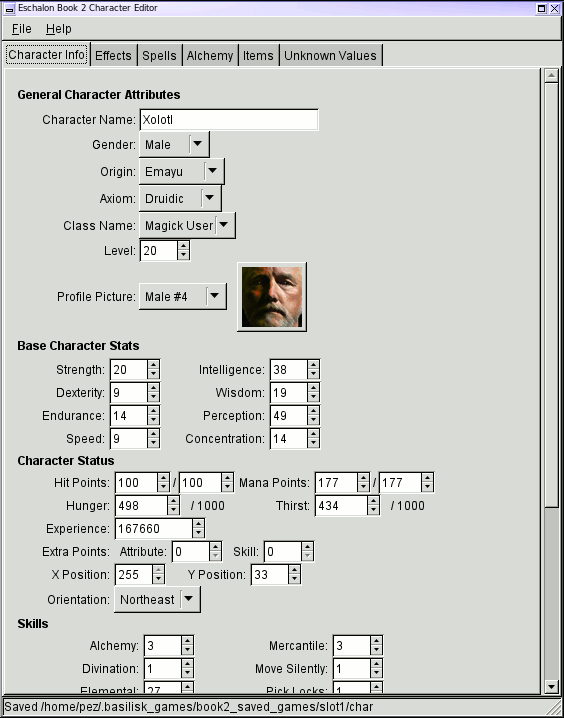 Eschalon Book 2 Character Editor
File Help
Character Info Effects Spells Alchemy Items Unknown Values
General Character Attributes
Character Name: Xolotl
Gender: Male
Origin: Emayu
Axiom: Druidic
Class Name: Magick User
Level: 20
Profile Picture: Male #4
Base Character Stats
Strength: 20 Intelligence: 38
Dexterity: 9 Wisdom: 19
Endurance: 14 Perception: 49
Speed: 9 Concentration: 14
Character Status
Hit Points: 100 / 100 Mana Points: 177 / 177
Hunger: 498 / 1000 Thirst: 434 / 1000
Experience: 167660
Extra Points: Attribute: 0 Skill: 0
X Position: 255 Y Position: 33
Orientation: Northeast
Skills
Alchemy: 3 Mercantile: 3
Divination: 1 Move Silently: 1
Elemental: 27 Pick Locks: 1
Saved /home/pez/.basilisk_games/book2_saved_games/slot1/char